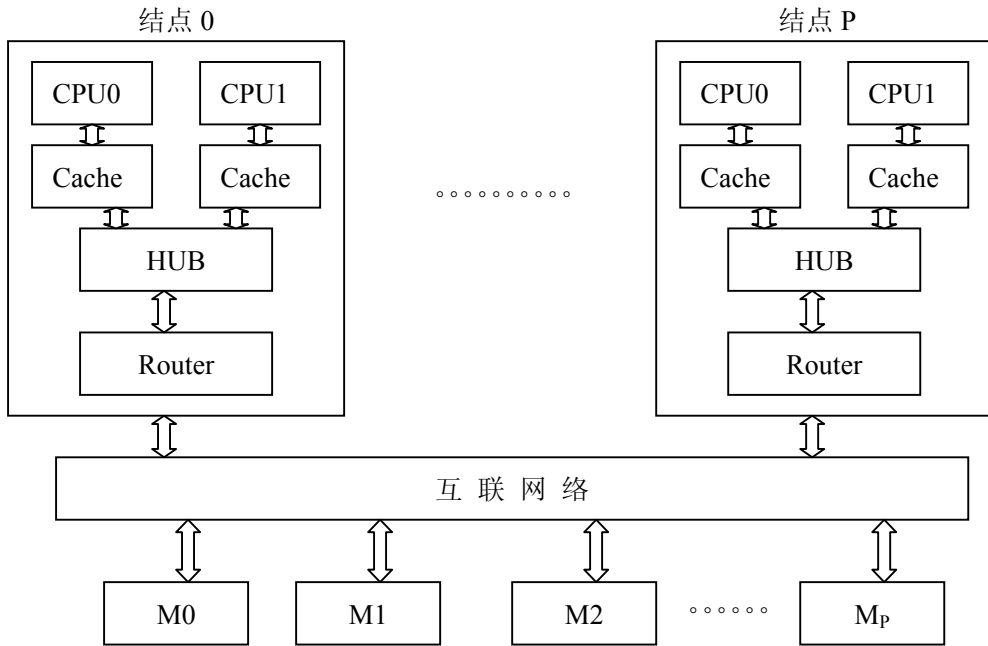 结点 0 结点 P
CPU0 CPU1 CPU0 CPU1
Cache Cache 。。。。。。。。。。 Cache Cache
HUB HUB
Router Router
互 联 网 络
M0 M1 M2 。。。。。。 MP